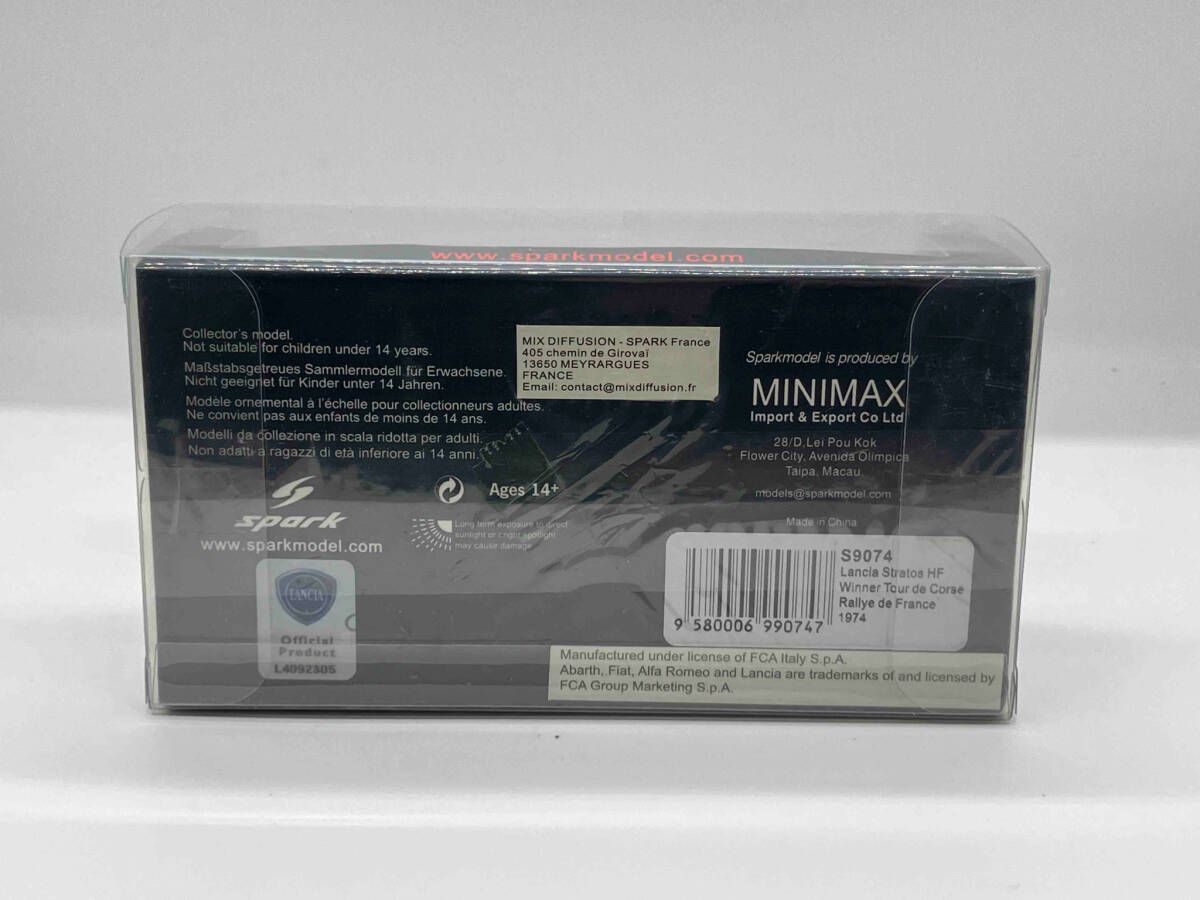 www.sparkmodel.com
Collector's model.
Not suitable for children under 14 years.
Maßstabsgetreues Sammlermodell für Erwachsene.
Nicht geeignet für Kinder unter 14 Jahren.
Modèle ornemental à l'échelle pour collectionneurs adultes.
Ne convient pas aux enfants de moins de 14 ans.
Modelli da collezione in scala ridotta per adulti.
Non adatti a ragazzi di età inferiore ai 14 anni.
spark
www.sparkmodel.com
LANCIA
Official
Product
L4092305
Ages 14+
Long term exposure to direct
sunlight or bright spotlight
may cause damage
MIX DIFFUSION - SPARK France
405 chemin de Girovaï
13650 MEYRARGUES
FRANCE
Email: contact@mixdiffusion.fr
Sparkmodel is produced by
MINIMAX
Import & Export Co Ltd
28/D,Lei Pou Kok
Flower City, Avenida Olimpica
Taipa, Macau.
models@sparkmodel.com
Made in China
S9074
Lancia Stratos HF
Winner Tour de Corse
Rallye de France
1974
9 580006 990747
Manufactured under license of FCA Italy S.p.A.
Abarth, Fiat, Alfa Romeo and Lancia are trademarks of and licensed by
FCA Group Marketing S.p.A.